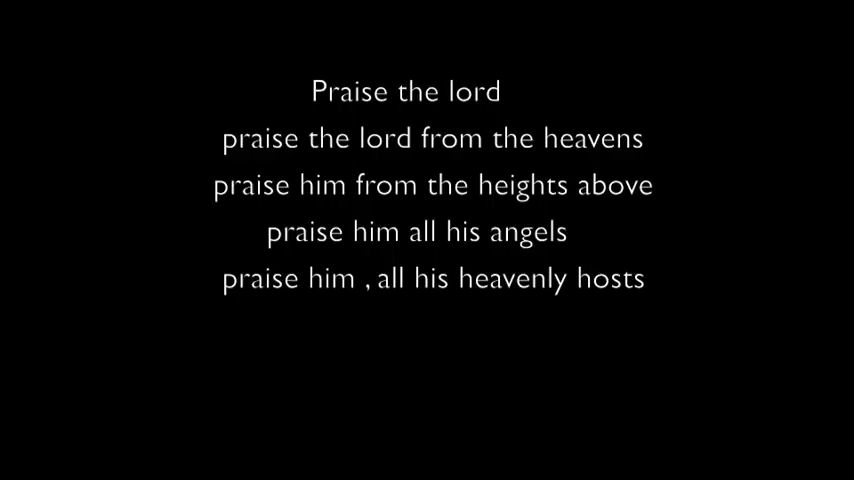 Praise the lord
praise the lord from the heavens
praise him from the heights above
praise him all his angels
praise him , all his heavenly hosts